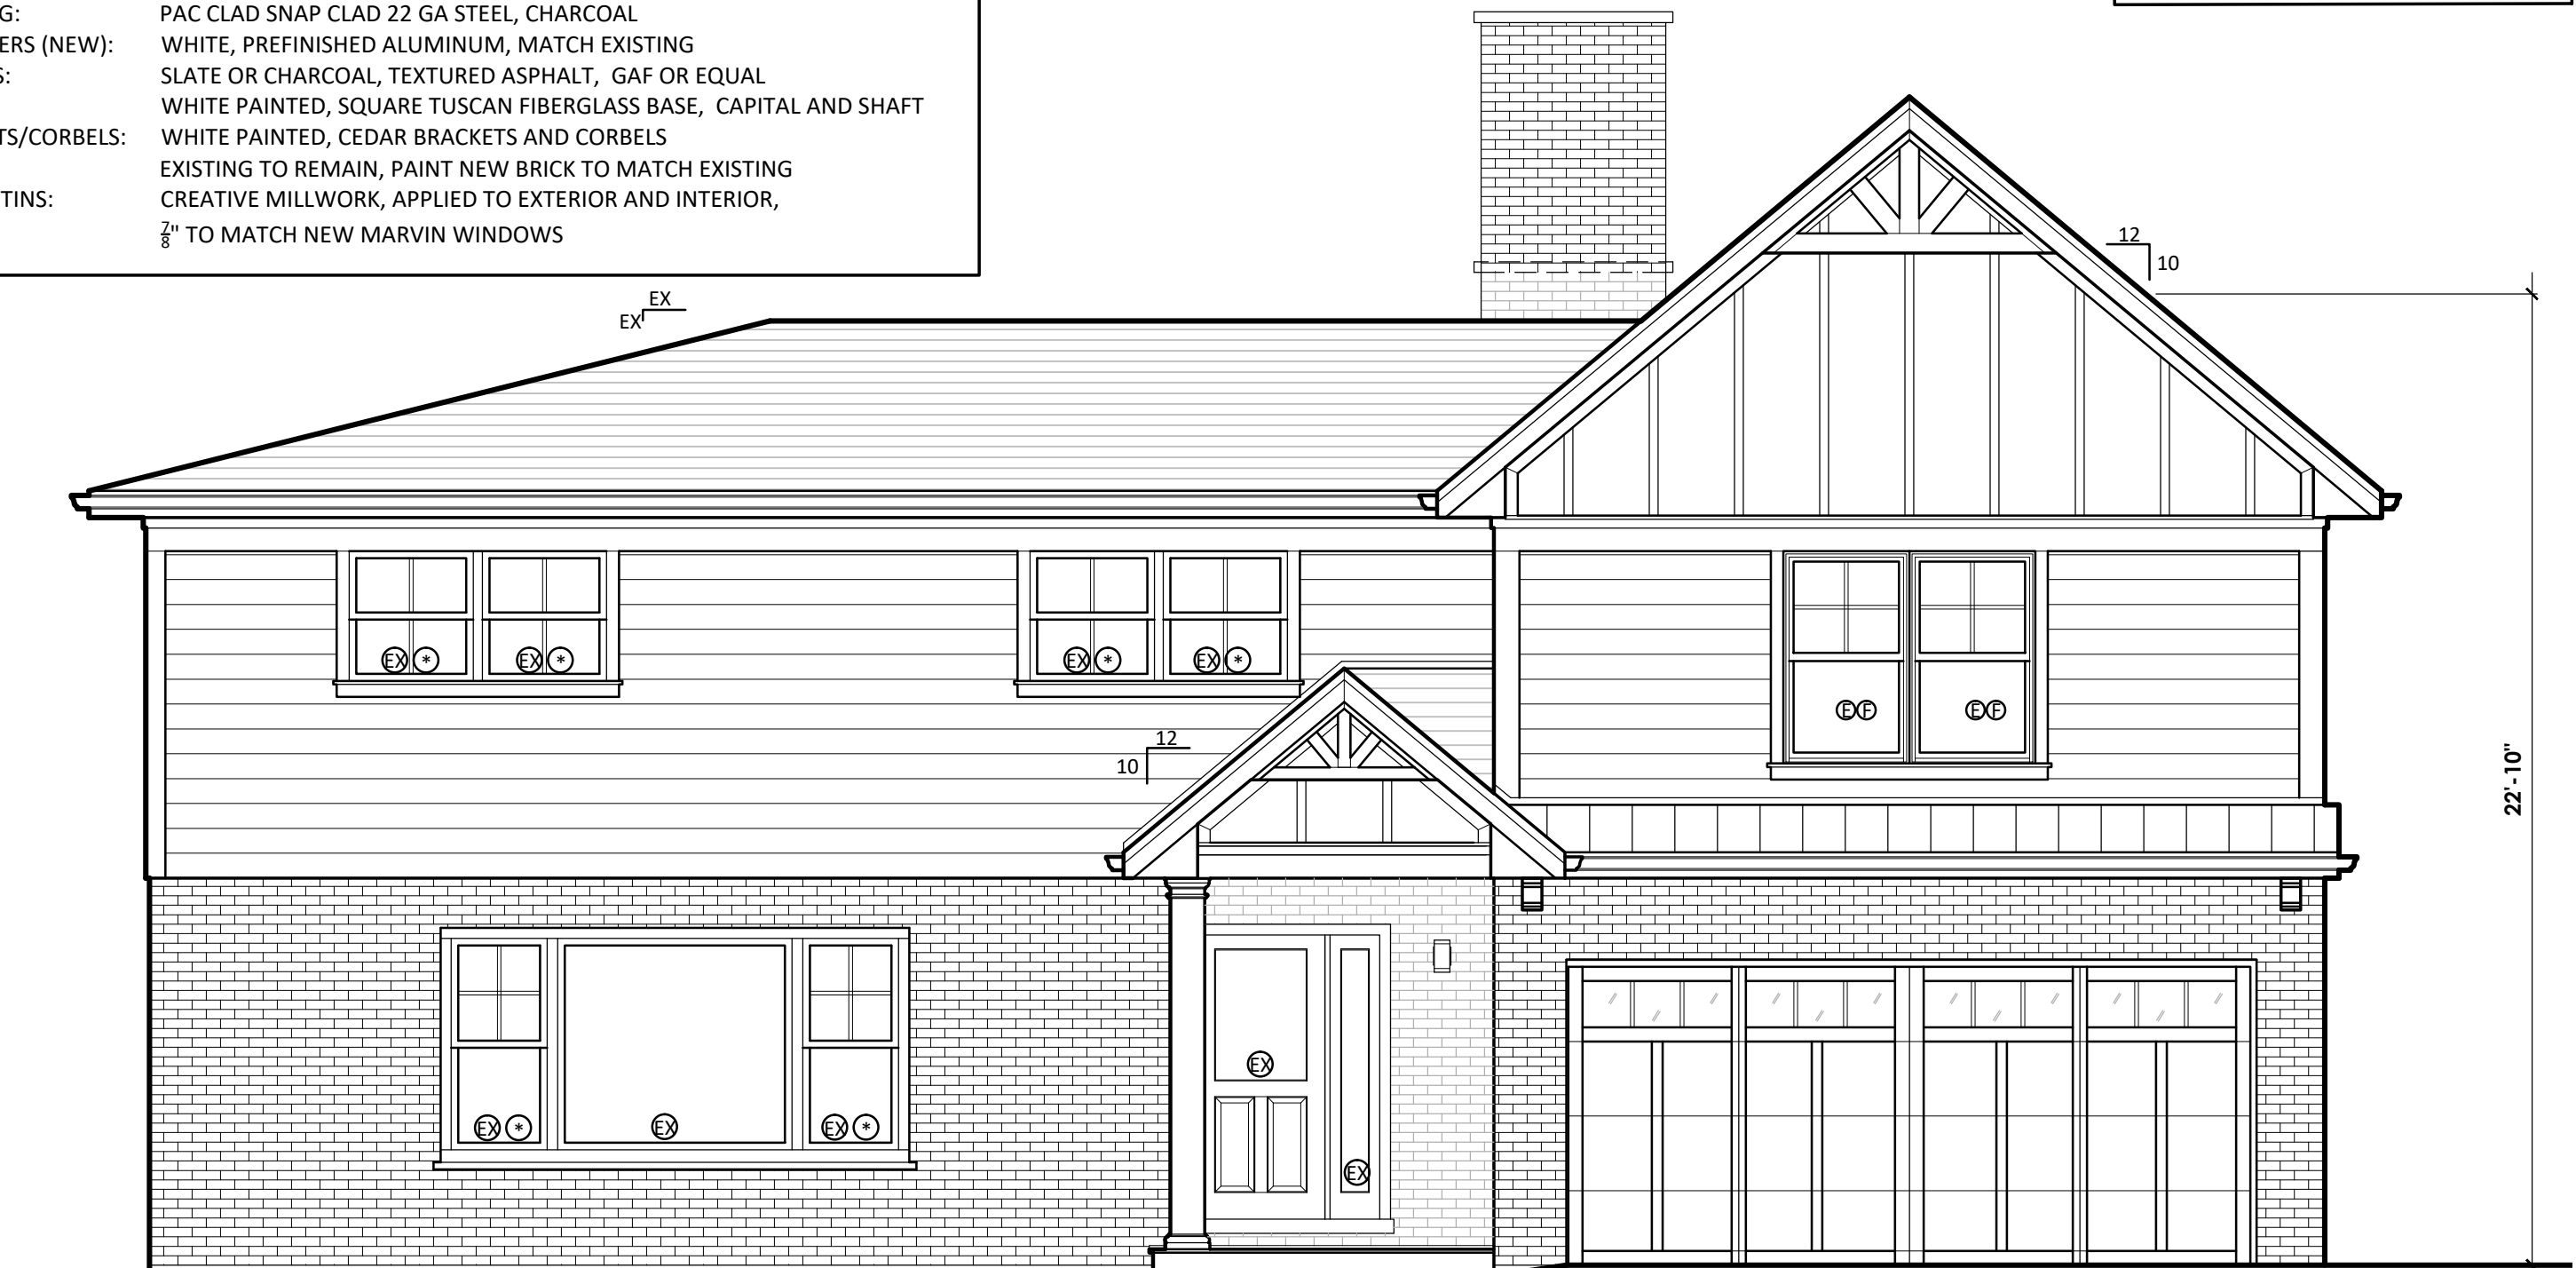 G: PAC CLAD SNAP CLAD 22 GA STEEL, CHARCOAL
ERS (NEW): WHITE, PREFINISHED ALUMINUM, MATCH EXISTING
S: SLATE OR CHARCOAL, TEXTURED ASPHALT, GAF OR EQUAL
WHITE PAINTED, SQUARE TUSCAN FIBERGLASS BASE, CAPITAL AND SHAFT
TS/CORBELS: WHITE PAINTED, CEDAR BRACKETS AND CORBELS
EXISTING TO REMAIN, PAINT NEW BRICK TO MATCH EXISTING
TINS: CREATIVE MILLWORK, APPLIED TO EXTERIOR AND INTERIOR,
7/8" TO MATCH NEW MARVIN WINDOWS
12
10
EX
EX
EX * EX * EX * EX *
E F E F
12
10
22'-10"
EX
EX * EX EX *
EX